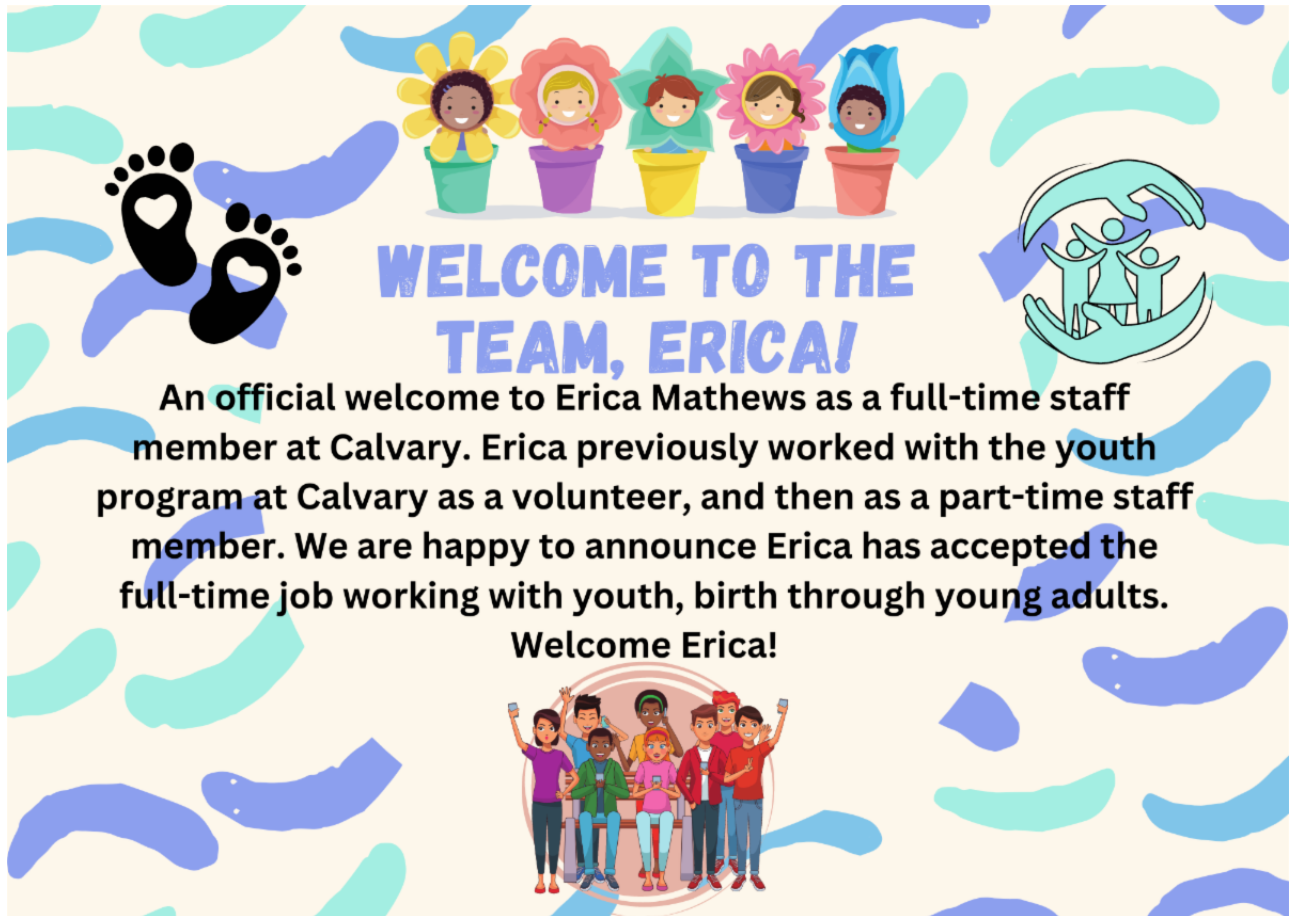 WELCOME TO THE
TEAM, ERICA!
An official welcome to Erica Mathews as a full-time staff
member at Calvary. Erica previously worked with the youth
program at Calvary as a volunteer, and then as a part-time staff
member. We are happy to announce Erica has accepted the
full-time job working with youth, birth through young adults.
Welcome Erica!